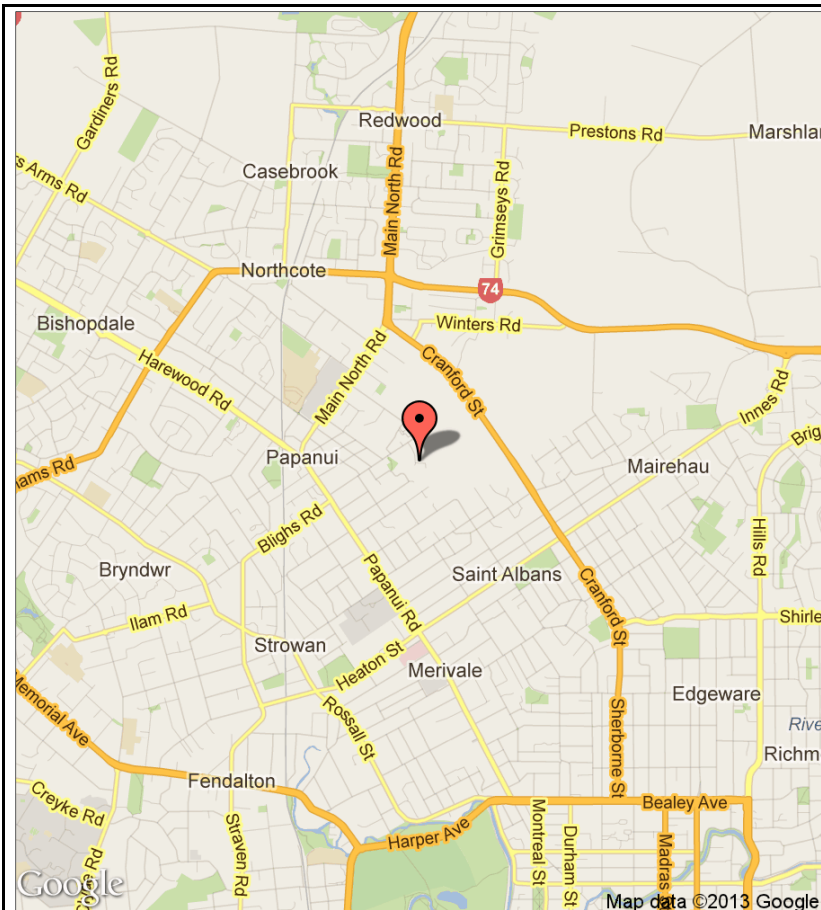 Gardiners Rd
Redwood
Prestons Rd
Marshlan
Casebrook
s Arms Rd
Main North Rd
Grimseys Rd
Northcote
74
Bishopdale
Winters Rd
Harewood Rd
Main North Rd
Cranford St
Innes Rd
Papanui
Mairehau
Brig
hams Rd
Blighs Rd
Hills Rd
Bryndwr
Papanui Rd
Saint Albans
Cranford St
Ilam Rd
Shirle
Strowan
Heaton St
Merivale
Edgeware
Memorial Ave
Rossall St
Sherborne St
Rive
Richm
Fendalton
Creyke Rd
Straven Rd
Harper Ave
Bealey Ave
Montreal St
Durham St
Madras
Rd
Google
Map data ©2013 Google